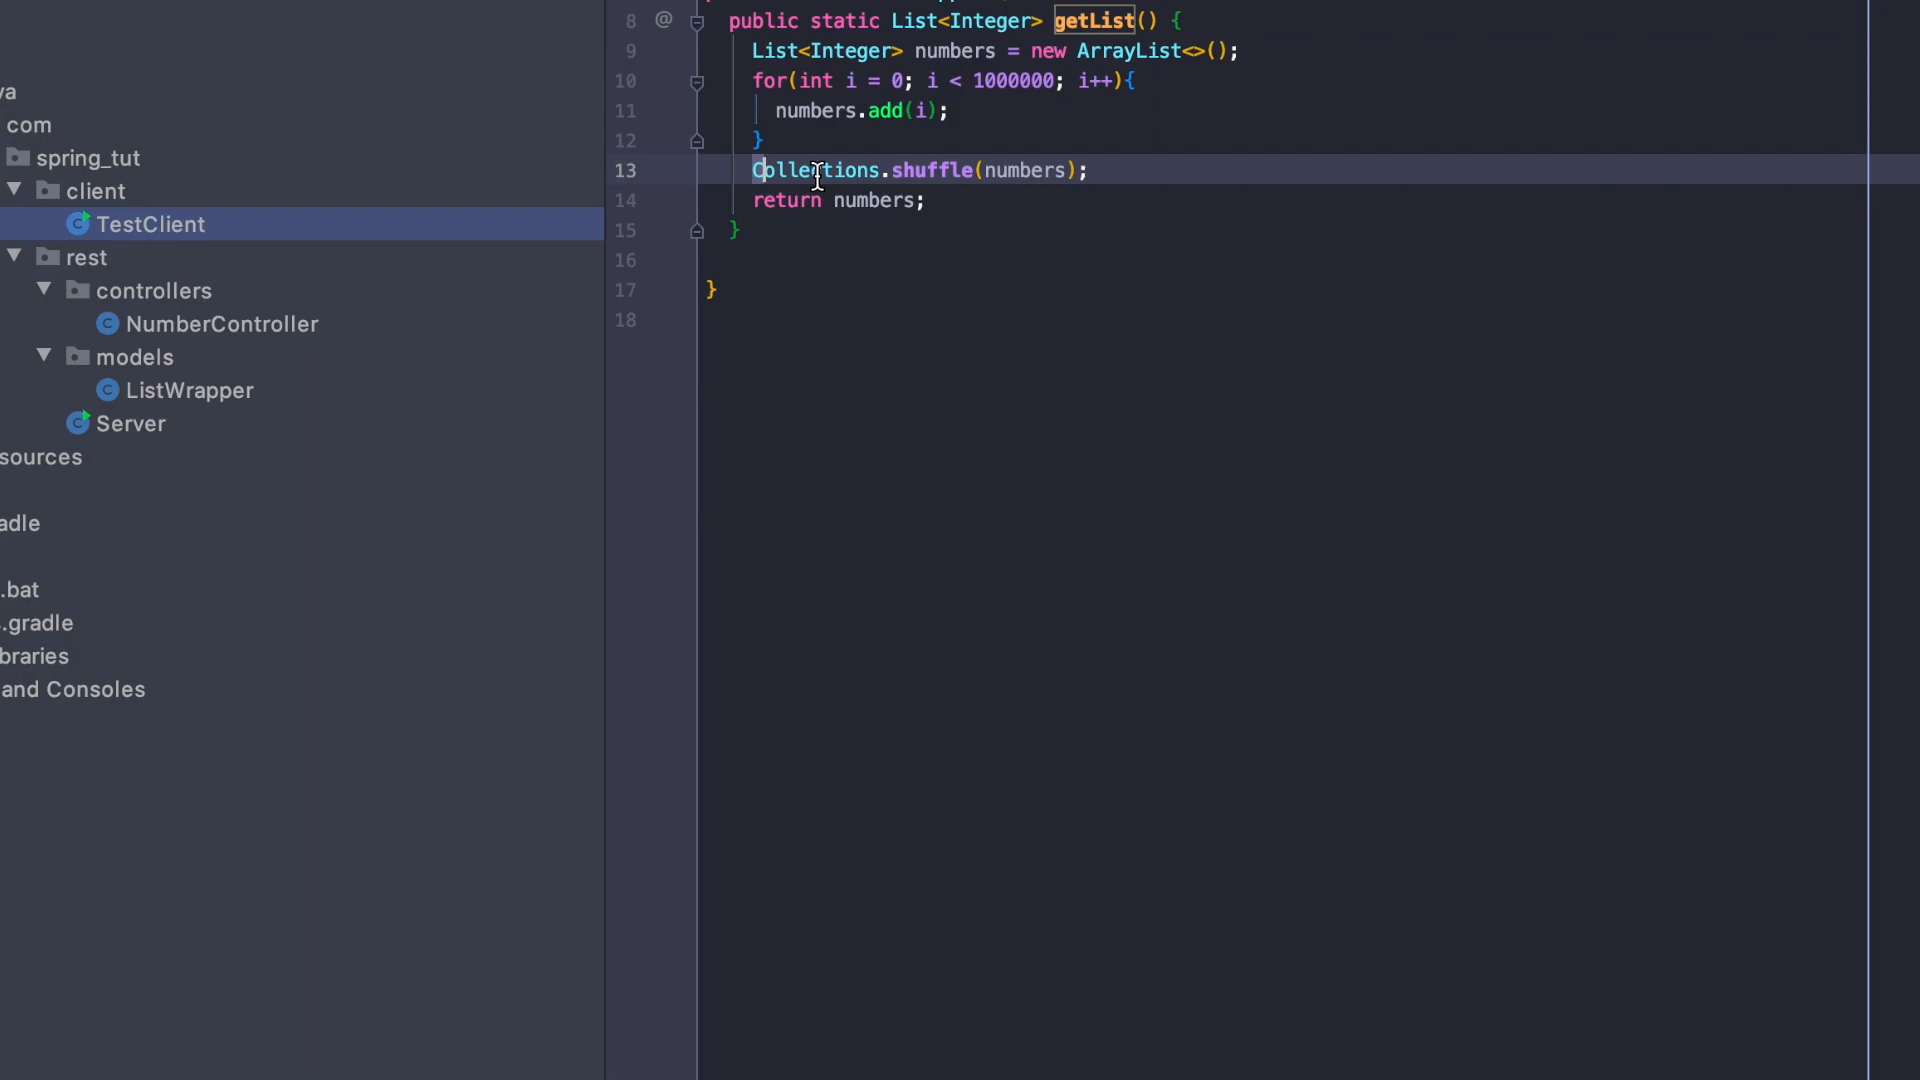 va
com
spring_tut
client
TestClient
rest
controllers
NumberController
models
ListWrapper
Server
sources
adle
.bat
.gradle
braries
and Consoles
8 @ public static List<Integer> getList() {
9 List<Integer> numbers = new ArrayList<>();
10 for(int i = 0; i < 1000000; i++){
11 numbers.add(i);
12 }
13 Collections.shuffle(numbers);
14 return numbers;
15 }
16
17 }
18